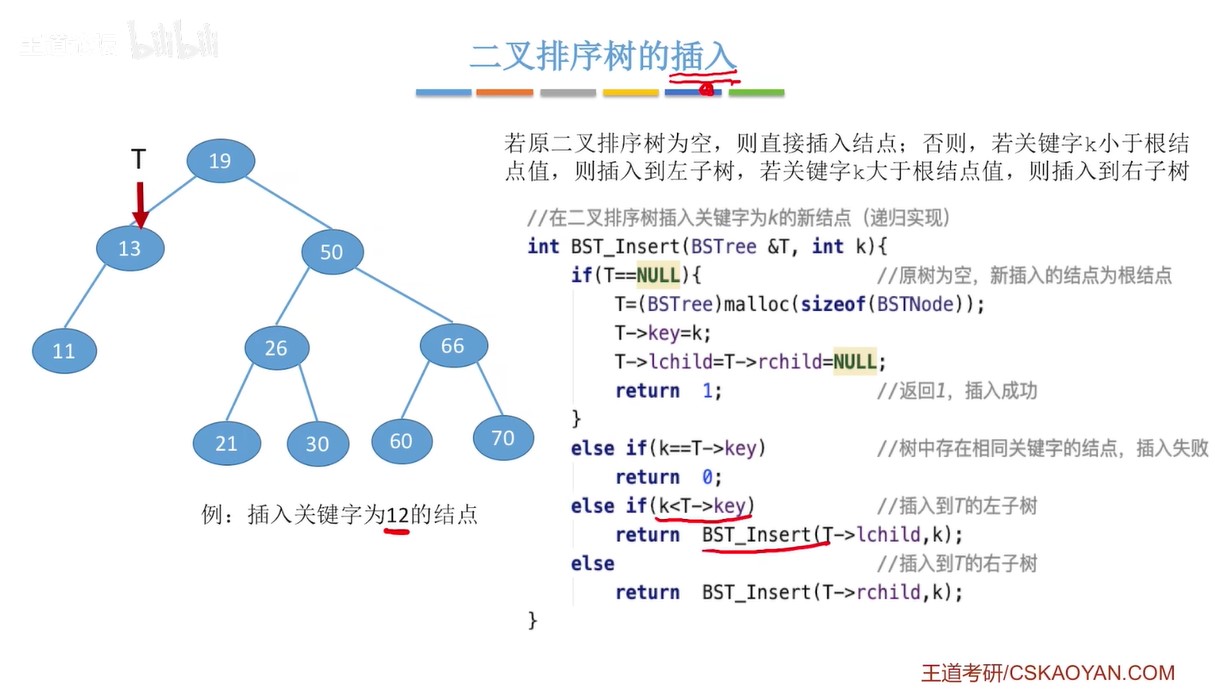 bilibili
二叉排序树的插入
若原二叉排序树为空，则直接插入结点；否则，若关键字k小于根结
点值，则插入到左子树，若关键字k大于根结点值，则插入到右子树
T
19
13
50
11
26
66
21
30
60
70
例：插入关键字为12的结点
//在二叉排序树插入关键字为k的新结点（递归实现）
int BST_Insert(BSTree &T, int k){
if(T==NULL){ //原树为空，新插入的结点为根结点
T=(BSTree)malloc(sizeof(BSTNode));
T->key=k;
T->lchild=T->rchild=NULL;
return 1; //返回1，插入成功
}
else if(k==T->key) //树中存在相同关键字的结点，插入失败
return 0;
else if(k<T->key) //插入到T的左子树
return BST_Insert(T->lchild,k);
else //插入到T的右子树
return BST_Insert(T->rchild,k);
}
王道考研/CSKAOYAN.COM